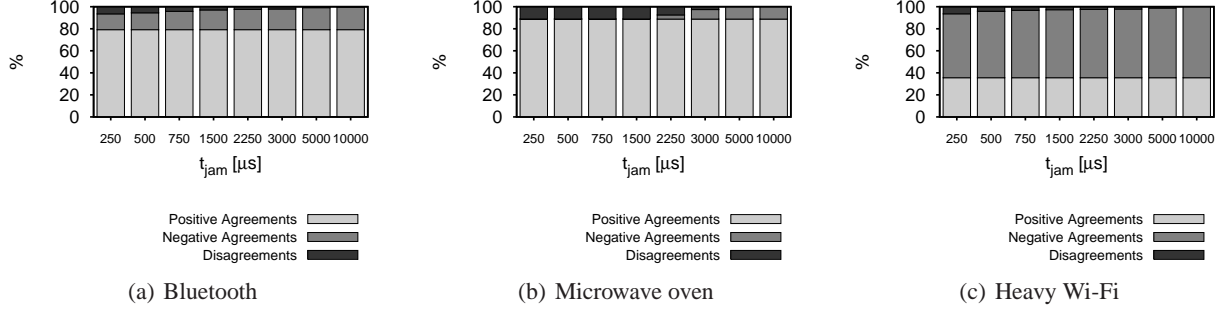 100
80
60
40
20
0
%
250 500 750 1500 2250 3000 5000 10000
t_jam [μs]
Positive Agreements
Negative Agreements
Disagreements
(a) Bluetooth
100
80
60
40
20
0
%
250 500 750 1500 2250 3000 5000 10000
t_jam [μs]
Positive Agreements
Negative Agreements
Disagreements
(b) Microwave oven
100
80
60
40
20
0
%
250 500 750 1500 2250 3000 5000 10000
t_jam [μs]
Positive Agreements
Negative Agreements
Disagreements
(c) Heavy Wi-Fi